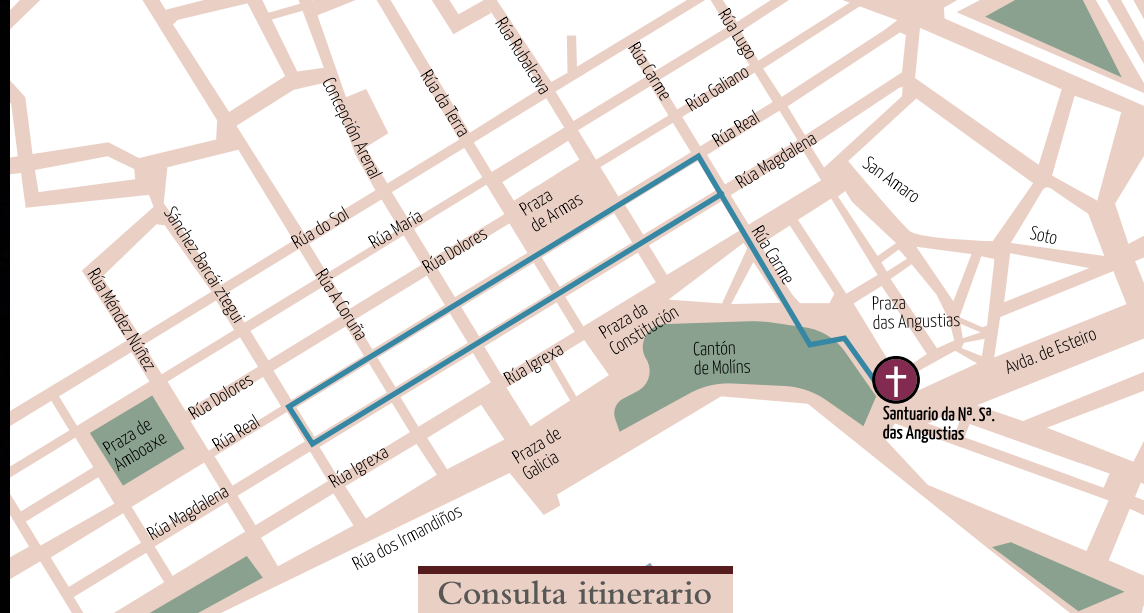 Rúa Rubalcava
Rúa Carme
Rúa Lugo
Rúa Galiano
Rúa Real
Rúa Magdalena
Concepción Arenal
Rúa da Terra
San Amaro
Soto
Sánchez Barcáiztegui
Rúa do Sol
Rúa María
Rúa Dolores
Praza
de Armas
Rúa Carme
Rúa Méndez Núñez
Rúa A Coruña
Praza da
Constitución
Praza
das Angustias
Cantón
de Molíns
Avda. de Esteiro
Rúa Igrexa
Rúa Dolores
Rúa Real
Santuario da Nª. Sª.
das Angustias
Praza de
Amboaxe
Praza de
Galicia
Rúa Igrexa
Rúa Magdalena
Rúa dos Irmandiños
Consulta itinerario